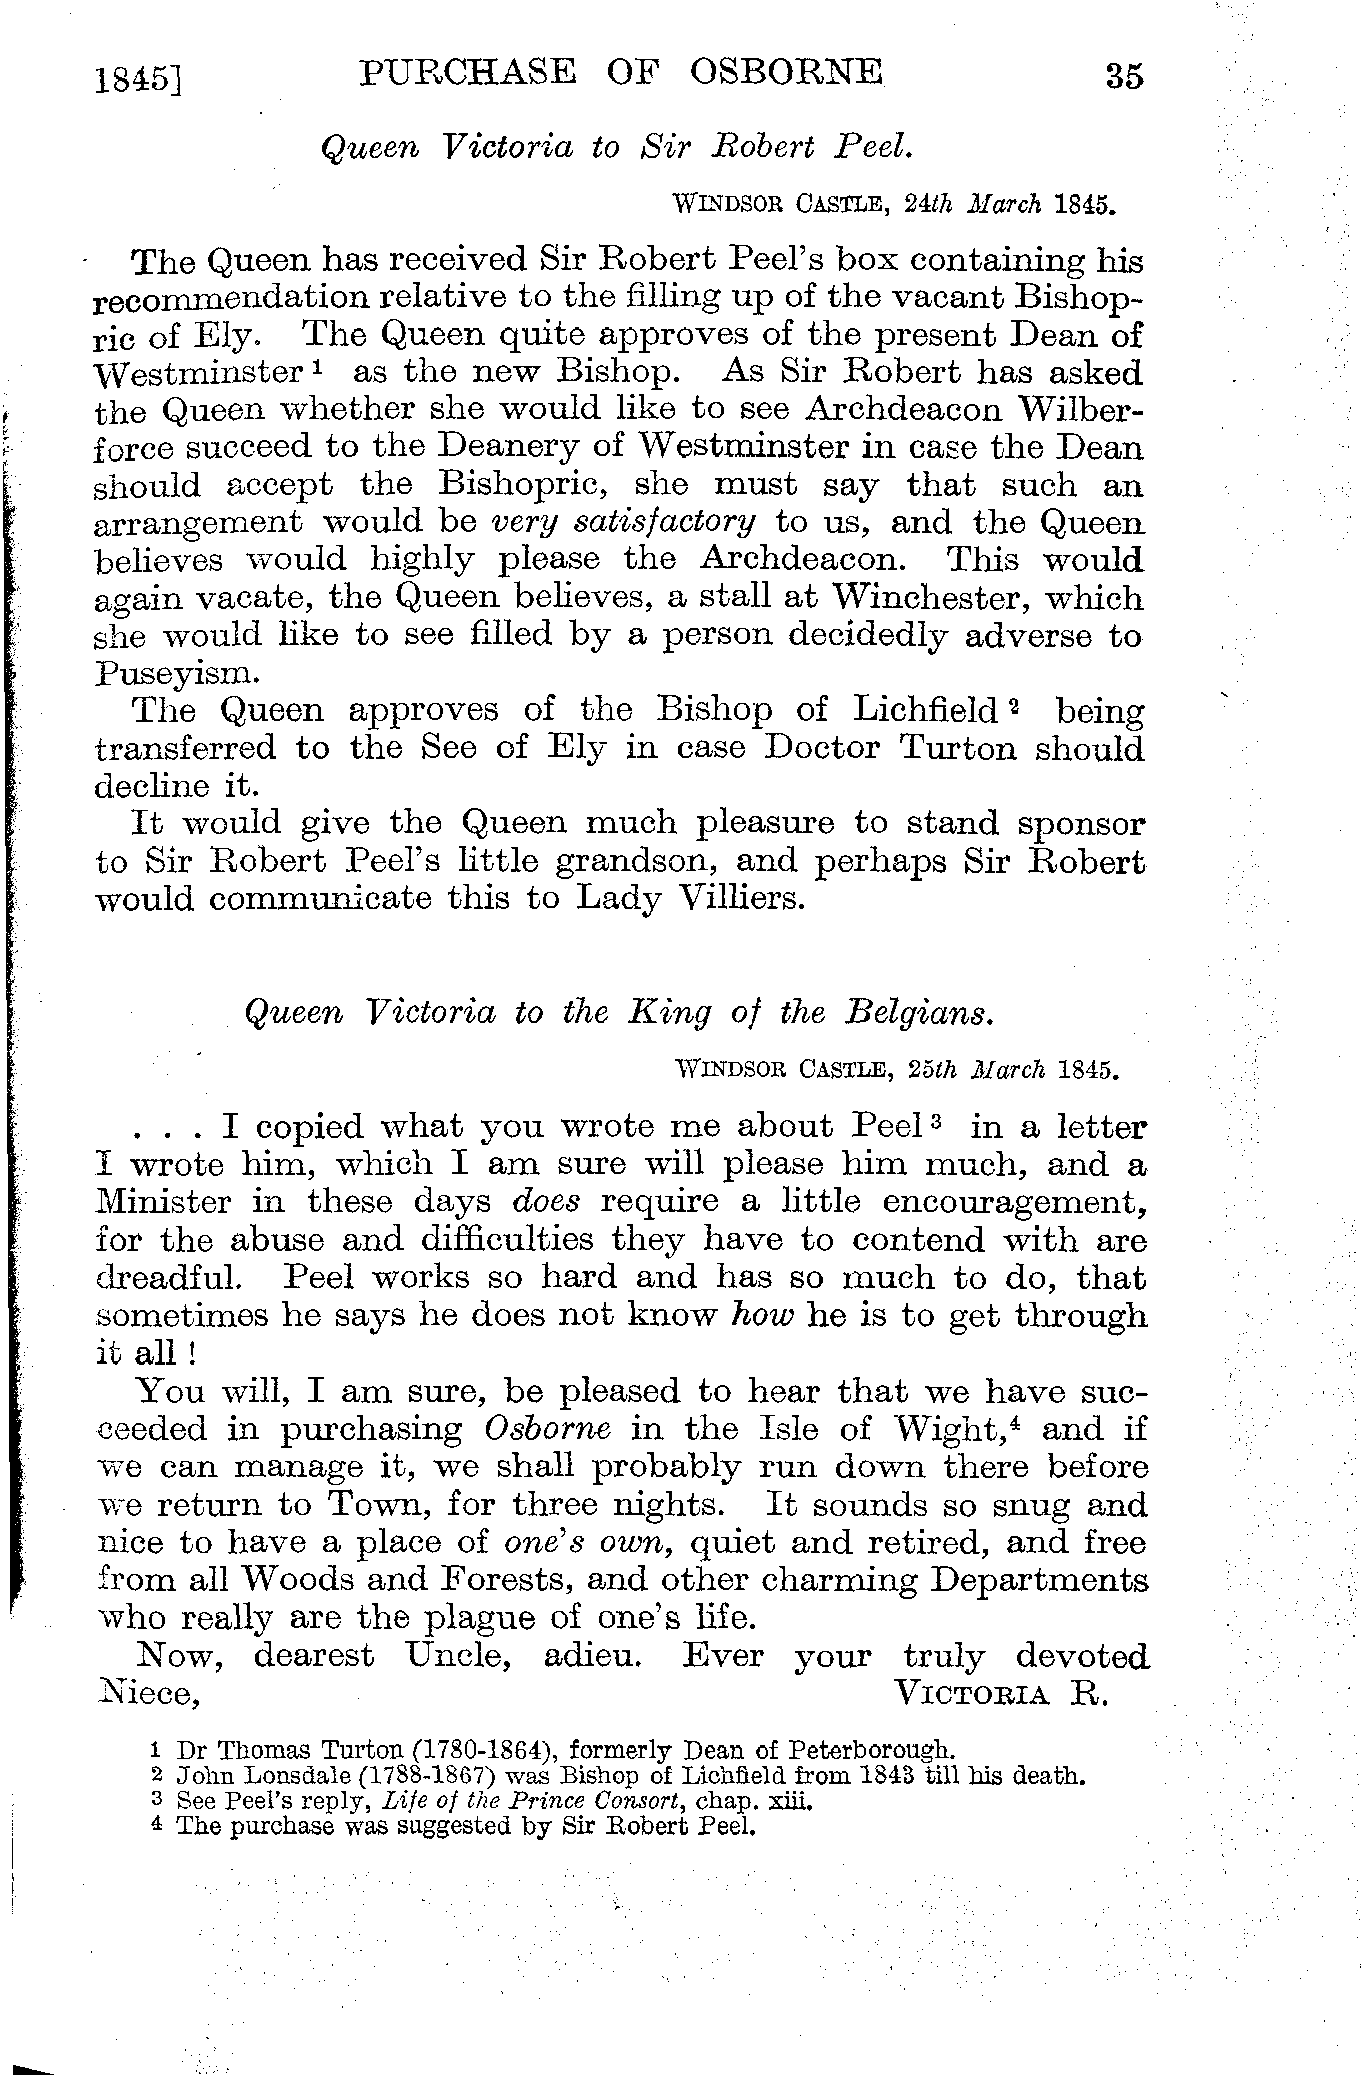 1845] PURCHASE OF OSBORNE 35
Queen Victoria to Sir Robert Peel.
WINDSOR CASTLE, 24th March 1845.
The Queen has received Sir Robert Peel's box containing his
recommendation relative to the filling up of the vacant Bishop-
ric of Ely. The Queen quite approves of the present Dean of
Westminster 1 as the new Bishop. As Sir Robert has asked
the Queen whether she would like to see Archdeacon Wilber-
force succeed to the Deanery of Westminster in case the Dean
should accept the Bishopric, she must say that such an
arrangement would be very satisfactory to us, and the Queen
believes would highly please the Archdeacon. This would
again vacate, the Queen believes, a stall at Winchester, which
she would like to see filled by a person decidedly adverse to
Puseyism.
The Queen approves of the Bishop of Lichfield 2 being
transferred to the See of Ely in case Doctor Turton should
decline it.
It would give the Queen much pleasure to stand sponsor
to Sir Robert Peel's little grandson, and perhaps Sir Robert
would communicate this to Lady Villiers.
Queen Victoria to the King of the Belgians.
WINDSOR CASTLE, 25th March 1845.
. . . I copied what you wrote me about Peel 3 in a letter
I wrote him, which I am sure will please him much, and a
Minister in these days does require a little encouragement,
for the abuse and difficulties they have to contend with are
dreadful. Peel works so hard and has so much to do, that
sometimes he says he does not know how he is to get through
it all !
You will, I am sure, be pleased to hear that we have suc-
ceeded in purchasing Osborne in the Isle of Wight,4 and if
we can manage it, we shall probably run down there before
we return to Town, for three nights. It sounds so snug and
nice to have a place of one's own, quiet and retired, and free
from all Woods and Forests, and other charming Departments
who really are the plague of one's life.
Now, dearest Uncle, adieu. Ever your truly devoted
Niece, VICTORIA R.
1 Dr Thomas Turton (1780-1864), formerly Dean of Peterborough.
2 John Lonsdale (1788-1867) was Bishop of Lichfield from 1843 till his death.
3 See Peel's reply, Life of the Prince Consort, chap. xiii.
4 The purchase was suggested by Sir Robert Peel.